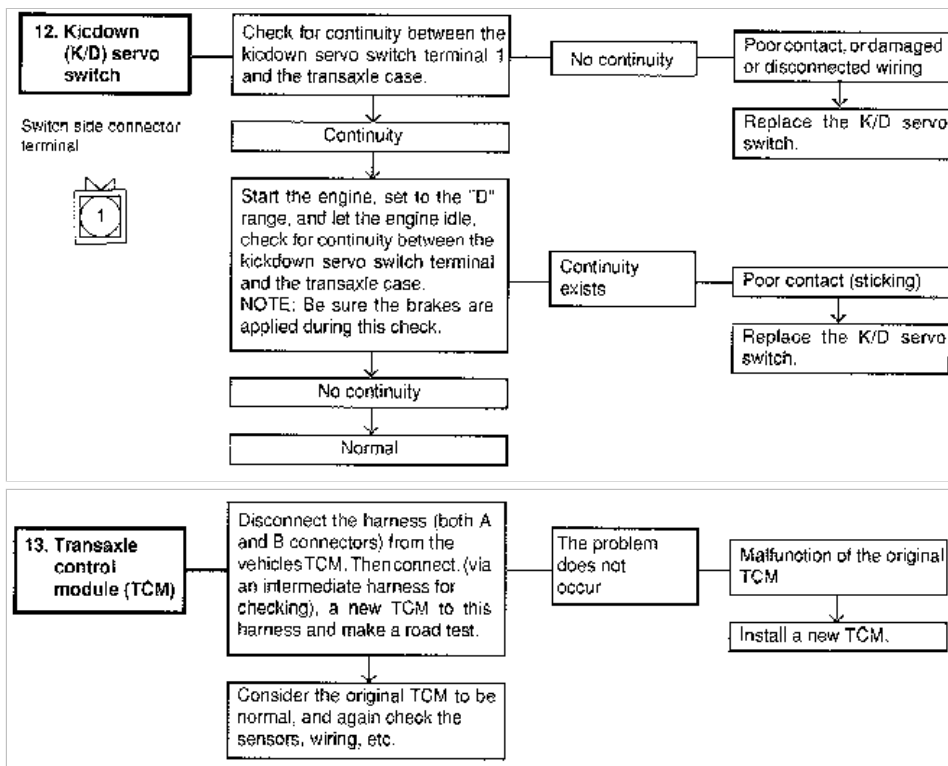 12. Kicdown
(K/D) servo
switch
Check for continuity between the
kicdown servo switch terminal 1
and the transaxle case.
No continuity
Poor contact, or damaged
or disconnected wiring
Replace the K/D servo
switch.
Switch side connector
terminal
1
Continuity
Start the engine, set to the "D"
range, and let the engine idle,
check for continuity between the
kickdown servo switch terminal
and the transaxle case.
NOTE: Be sure the brakes are
applied during this check.
Continuity
exists
Poor contact (sticking)
Replace the K/D servo
switch.
No continuity
Normal
13. Transaxle
control
module (TCM)
Disconnect the harness (both A
and B connectors) from the
vehicles TCM. Then connect. (via
an intermediate harness for
checking), a new TCM to this
harness and make a road test.
The problem
does not
occur
Malfunction of the original
TCM
Install a new TCM.
Consider the original TCM to be
normal, and again check the
sensors, wiring, etc.